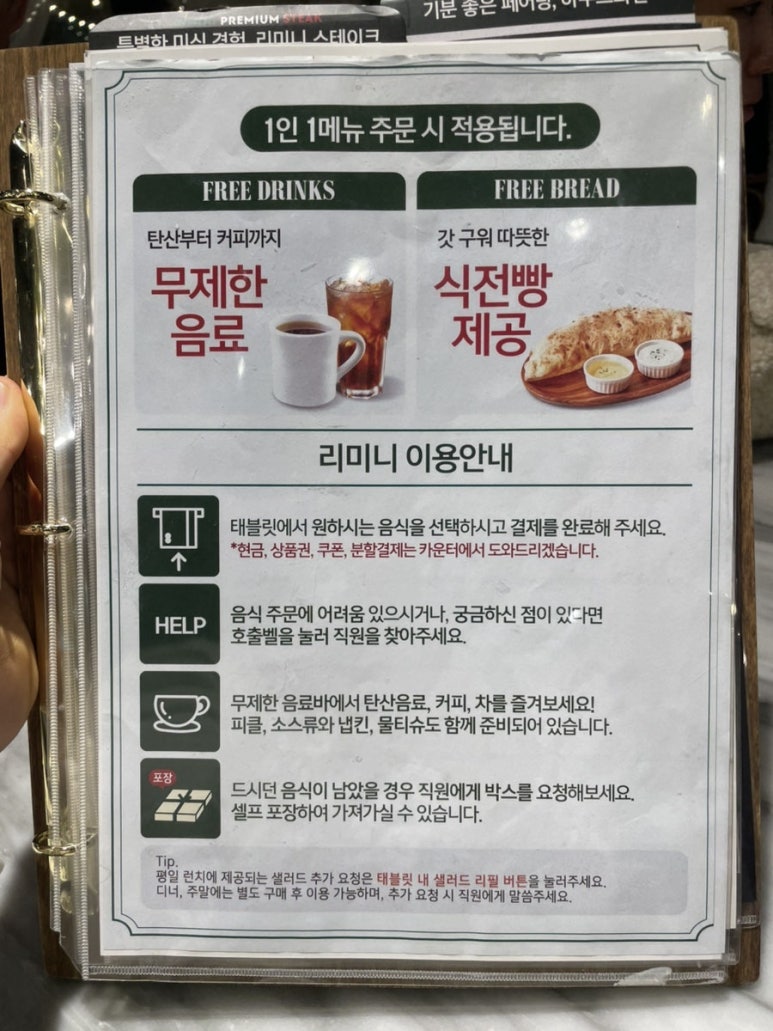 PREMIUM STEAK
특별한 미식 경험, 리미니 스테이크
1인 1메뉴 주문 시 적용됩니다.
FREE DRINKS
탄산부터 커피까지
무제한
음료
FREE BREAD
갓 구워 따뜻한
식전빵
제공
리미니 이용안내
태블릿에서 원하시는 음식을 선택하시고 결제를 완료해 주세요.
*현금, 상품권, 쿠폰, 분할결제는 카운터에서 도와드리겠습니다.
HELP
음식 주문에 어려움 있으시거나, 궁금하신 점이 있다면
호출벨을 눌러 직원을 찾아주세요.
무제한 음료바에서 탄산음료, 커피, 차를 즐겨보세요!
피클, 소스류와 냅킨, 물티슈도 함께 준비되어 있습니다.
포장
드시던 음식이 남았을 경우 직원에게 박스를 요청해보세요.
셀프 포장하여 가져가실 수 있습니다.
Tip.
평일 런치에 제공되는 샐러드 추가 요청은 태블릿 내 샐러드 리필 버튼을 눌러주세요.
디너, 주말에는 별도 구매 후 이용 가능하며, 추가 요청 시 직원에게 말씀주세요.